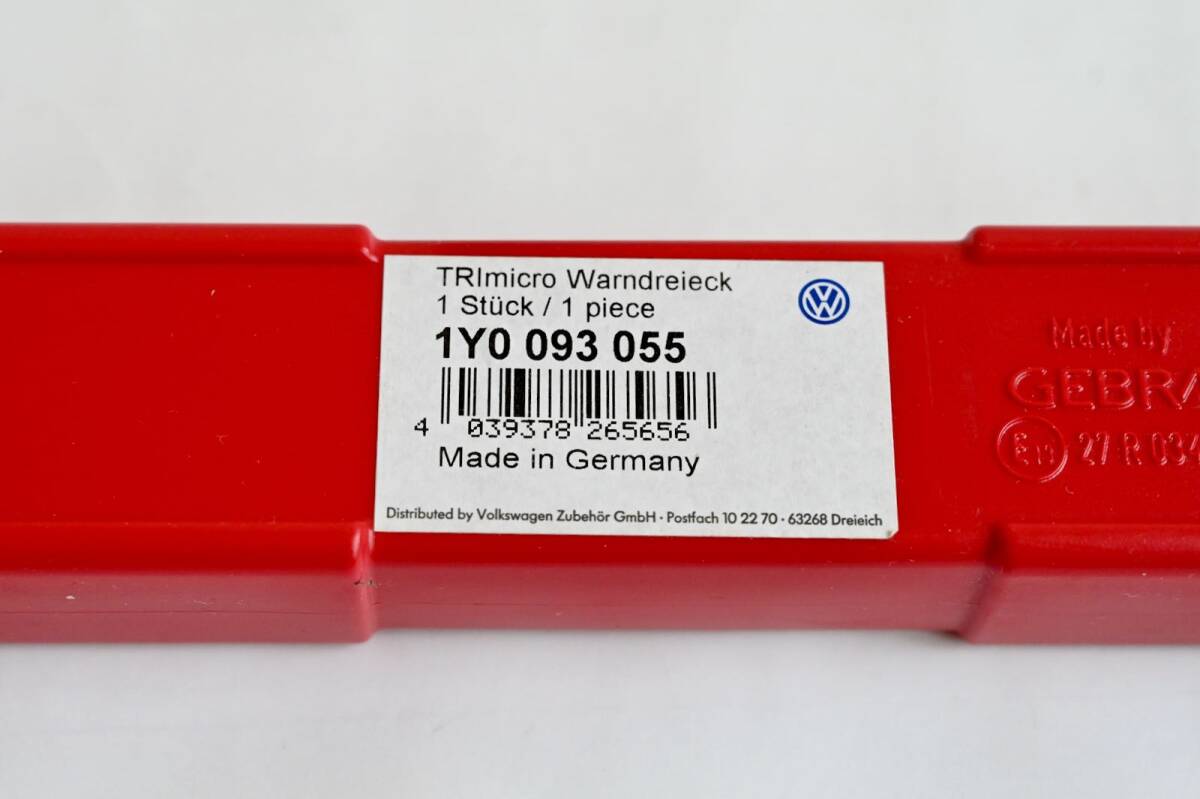 TRImicro Warndreieck
1 Stück / 1 piece
1Y0 093 055
4 039378 265656
Made in Germany
Distributed by Volkswagen Zubehör GmbH · Postfach 10 22 70 · 63268 Dreieich
VW
Made by
GEBRA
27 R 034